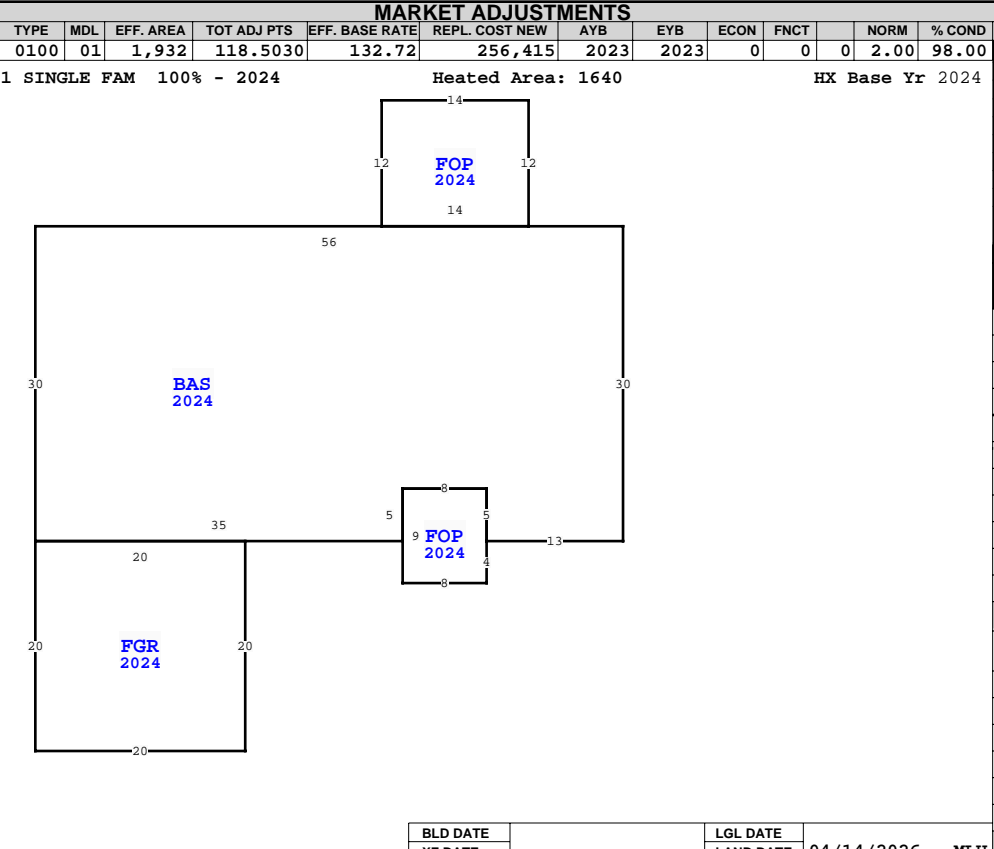 MARKET ADJUSTMENTS
TYPE MDL EFF. AREA TOT ADJ PTS EFF. BASE RATE REPL. COST NEW AYB EYB ECON FNCT NORM % COND
0100 01 1,932 118.5030 132.72 256,415 2023 2023 0 0 0 2.00 98.00
1 SINGLE FAM 100% - 2024 Heated Area: 1640 HX Base Yr 2024
14
12 FOP 12
2024
14
56
30 BAS 30
2024
8
5 5
35
9 FOP 13
20 2024 4
8
20 FGR 20
2024
20
BLD DATE LGL DATE